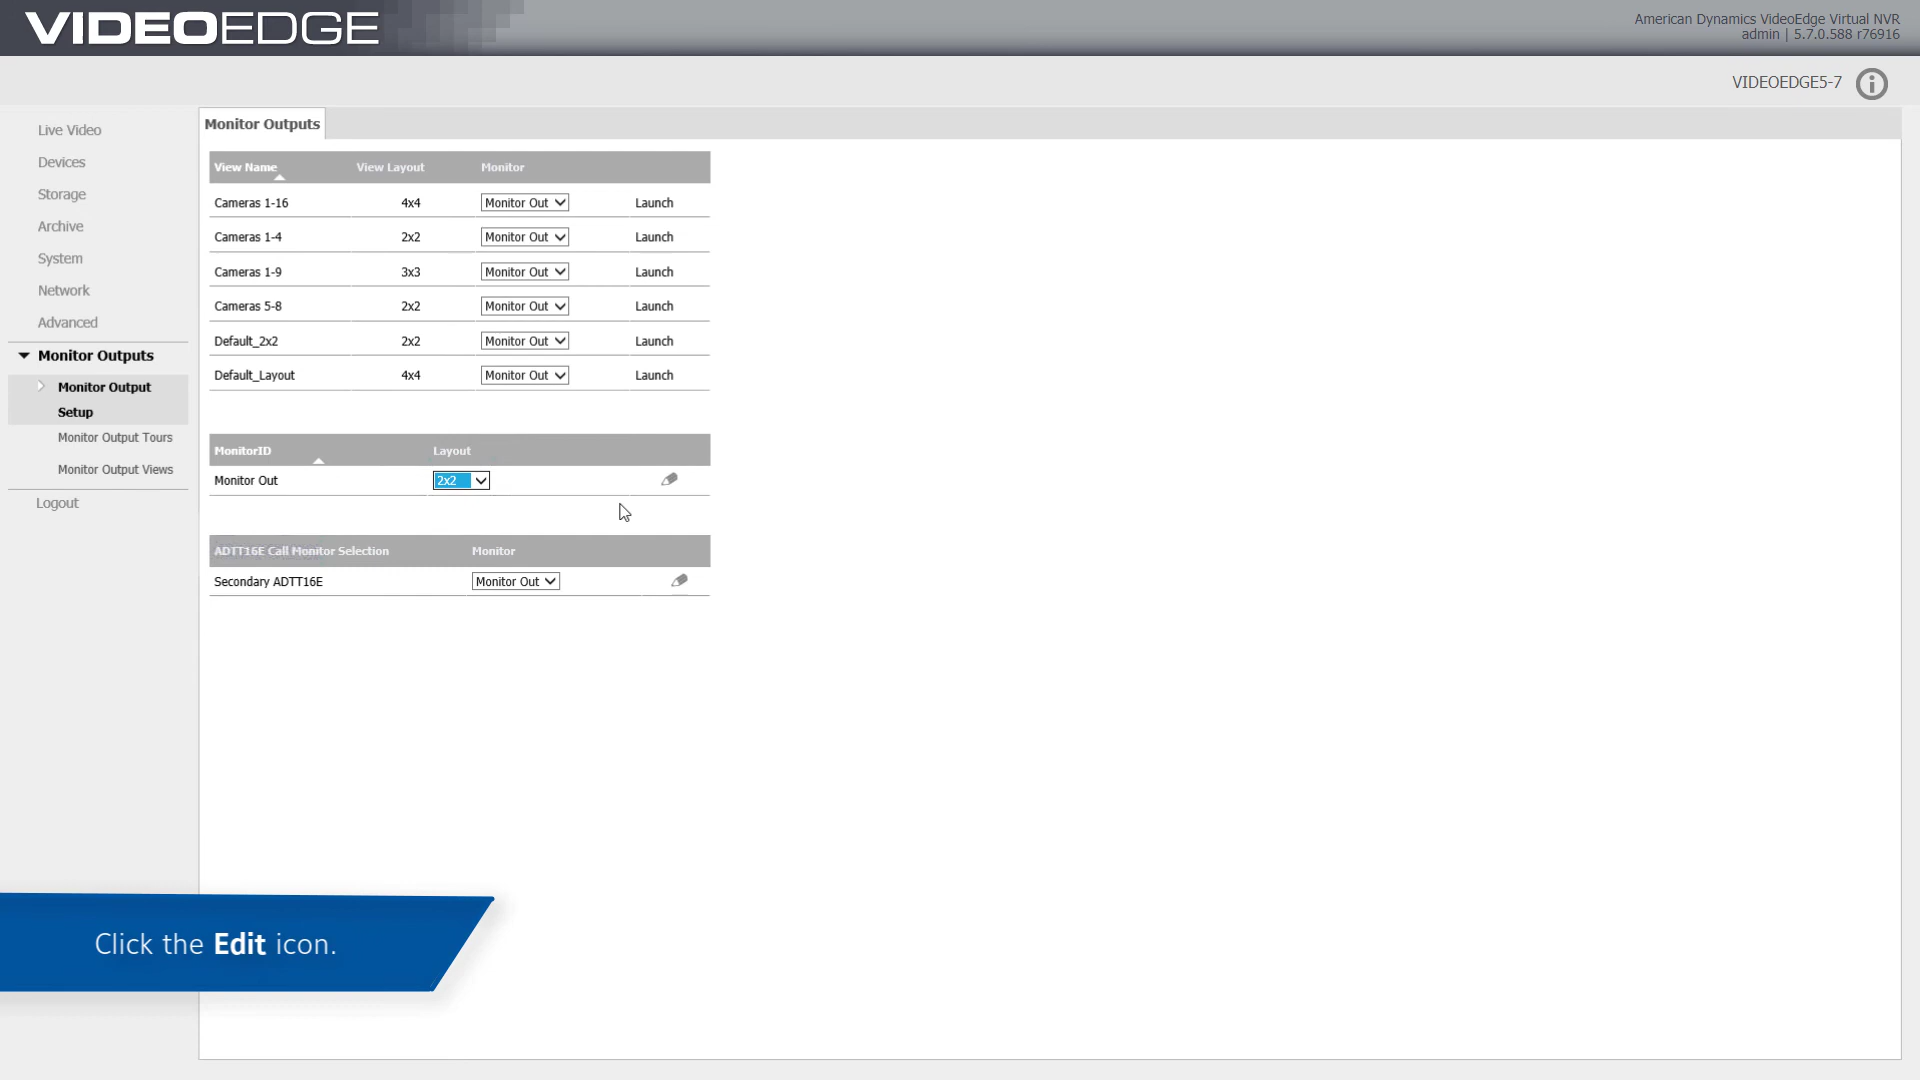 VIDEOEDGE
American Dynamics VideoEdge Virtual NVR
admin | 5.7.0.588 r76916
VIDEOEDGE5-7
Live Video
Devices
Storage
Archive
System
Network
Advanced
Monitor Outputs
Monitor Output
Setup
Monitor Output Tours
Monitor Output Views
Logout
Monitor Outputs
View Name View Layout Monitor
Cameras 1-16 4x4 Monitor Out Launch
Cameras 1-4 2x2 Monitor Out Launch
Cameras 1-9 3x3 Monitor Out Launch
Cameras 5-8 2x2 Monitor Out Launch
Default_2x2 2x2 Monitor Out Launch
Default_Layout 4x4 Monitor Out Launch
MonitorID Layout
Monitor Out 2x2
ADTT16E Call Monitor Selection Monitor
Secondary ADTT16E Monitor Out
Click the Edit icon.